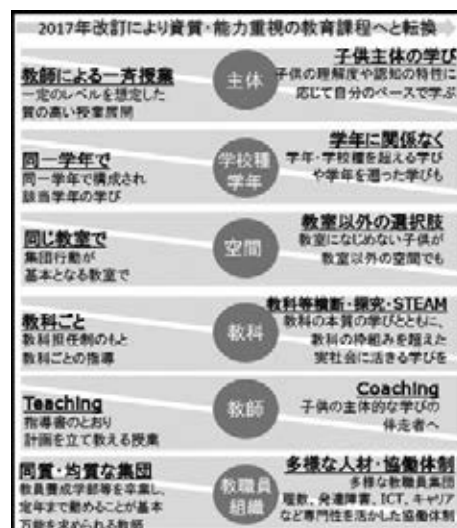 2017年改訂により資質・能力重視の教育課程へと転換
教師による一斉授業
一定のレベルを想定した
質の高い授業展開
主体
子供主体の学び
子供の理解度や認知の特性に
応じて自分のペースで学ぶ
同一学年で
同一学年で構成され
該当学年の学び
学校種
学年
学年に関係なく
学年・学校種を超える学び
や学年を遡った学びも
同じ教室で
集団行動が
基本となる教室で
空間
教室以外の選択肢
教室になじめない子供が
教室以外の空間でも
教科ごと
教科担任制のもと
教科ごとの指導
教科
教科等横断・探究・STEAM
教科の本質の学びとともに、
教科の枠組みを超えた
実社会に活きる学びを
Teaching
指導書のとおり
計画を立て教える授業
教師
Coaching
子供の主体的な学びの
伴走者へ
同質・均質な集団
教員養成学部等を卒業し、
定年まで勤めることが基本
万能を求められる教師
教職員
組織
多様な人材・協働体制
多様な教職員集団
理数、発達障害、ICT、キャリア
など専門性を活かした協働体制